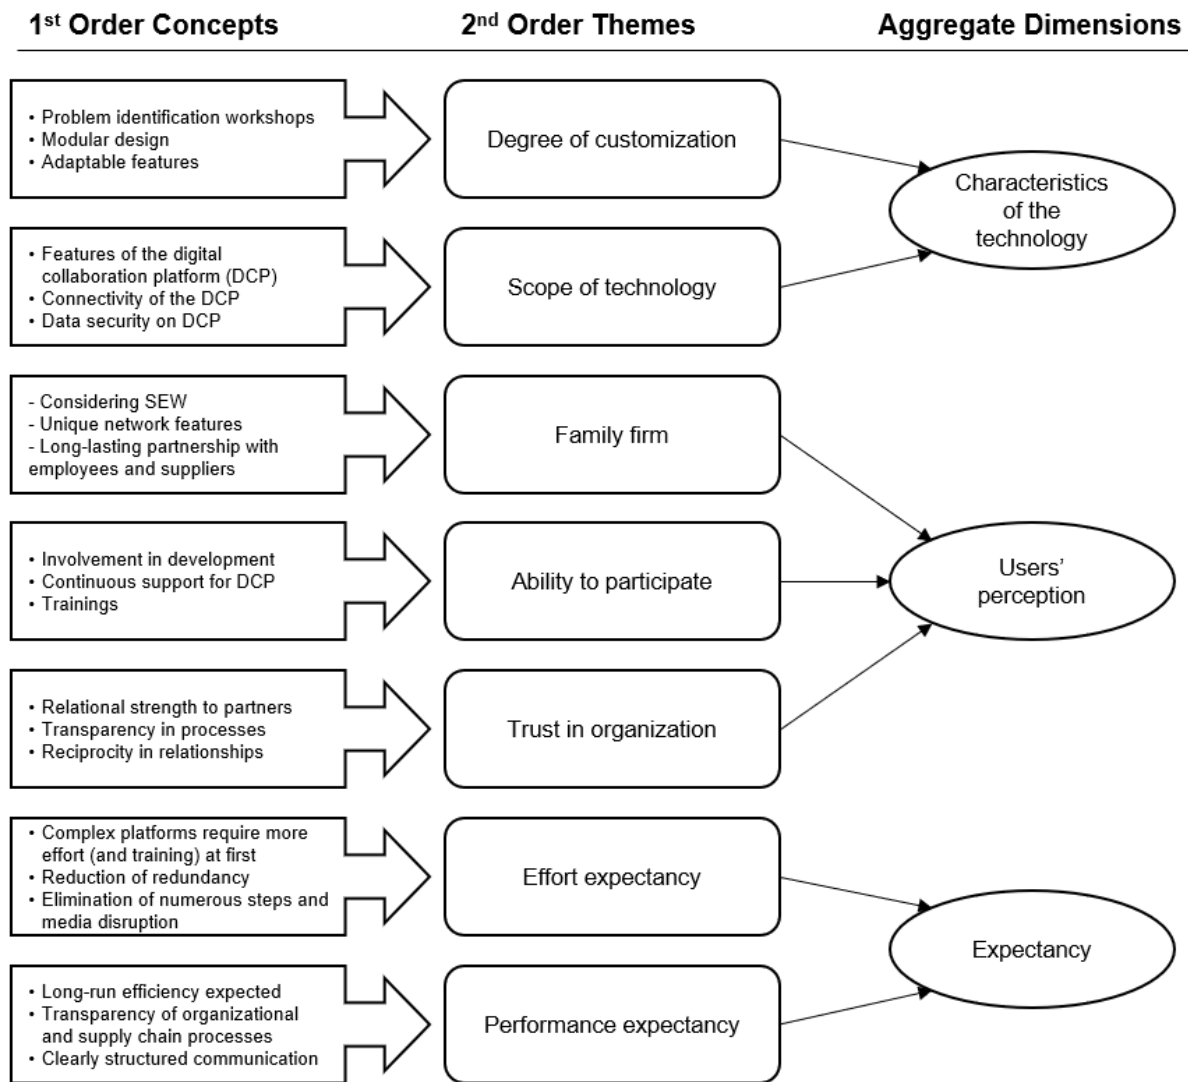 1st Order Concepts
2nd Order Themes
Aggregate Dimensions
• Problem identification workshops
• Modular design
• Adaptable features
Degree of customization
Characteristics
of the
technology
• Features of the digital
collaboration platform (DCP)
• Connectivity of the DCP
• Data security on DCP
Scope of technology
- Considering SEW
- Unique network features
- Long-lasting partnership with
employees and suppliers
Family firm
• Involvement in development
• Continuous support for DCP
• Trainings
Ability to participate
Users’
perception
• Relational strength to partners
• Transparency in processes
• Reciprocity in relationships
Trust in organization
• Complex platforms require more
effort (and training) at first
• Reduction of redundancy
• Elimination of numerous steps and
media disruption
Effort expectancy
Expectancy
• Long-run efficiency expected
• Transparency of organizational
and supply chain processes
• Clearly structured communication
Performance expectancy